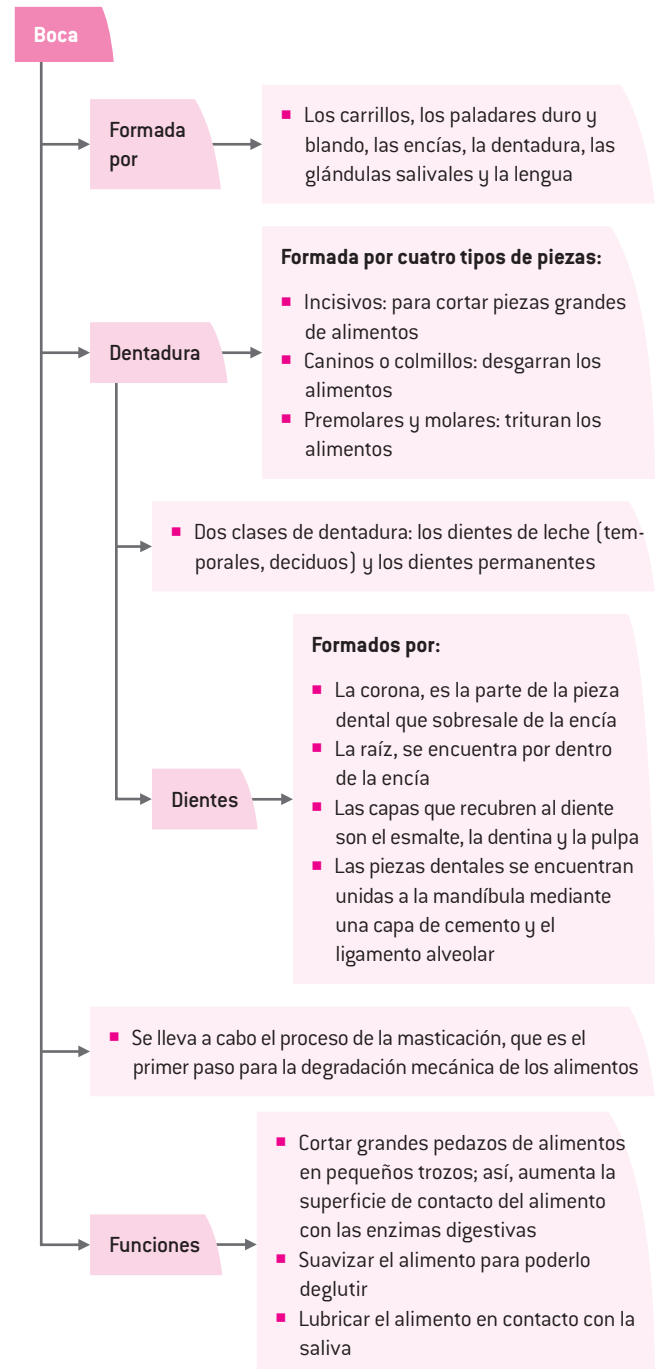 Boca
Formada
por
■ Los carrillos, los paladares duro y
blando, las encías, la dentadura, las
glándulas salivales y la lengua
Dentadura
Formada por cuatro tipos de piezas:
■ Incisivos: para cortar piezas grandes
de alimentos
■ Caninos o colmillos: desgarran los
alimentos
■ Premolares y molares: trituran los
alimentos
■ Dos clases de dentadura: los dientes de leche (tem-
porales, deciduos) y los dientes permanentes
Dientes
Formados por:
■ La corona, es la parte de la pieza
dental que sobresale de la encía
■ La raíz, se encuentra por dentro
de la encía
■ Las capas que recubren al diente
son el esmalte, la dentina y la pulpa
■ Las piezas dentales se encuentran
unidas a la mandíbula mediante
una capa de cemento y el
ligamento alveolar
■ Se lleva a cabo el proceso de la masticación, que es el
primer paso para la degradación mecánica de los alimentos
Funciones
■ Cortar grandes pedazos de alimentos
en pequeños trozos; así, aumenta la
superficie de contacto del alimento
con las enzimas digestivas
■ Suavizar el alimento para poderlo
deglutir
■ Lubricar el alimento en contacto con la
saliva